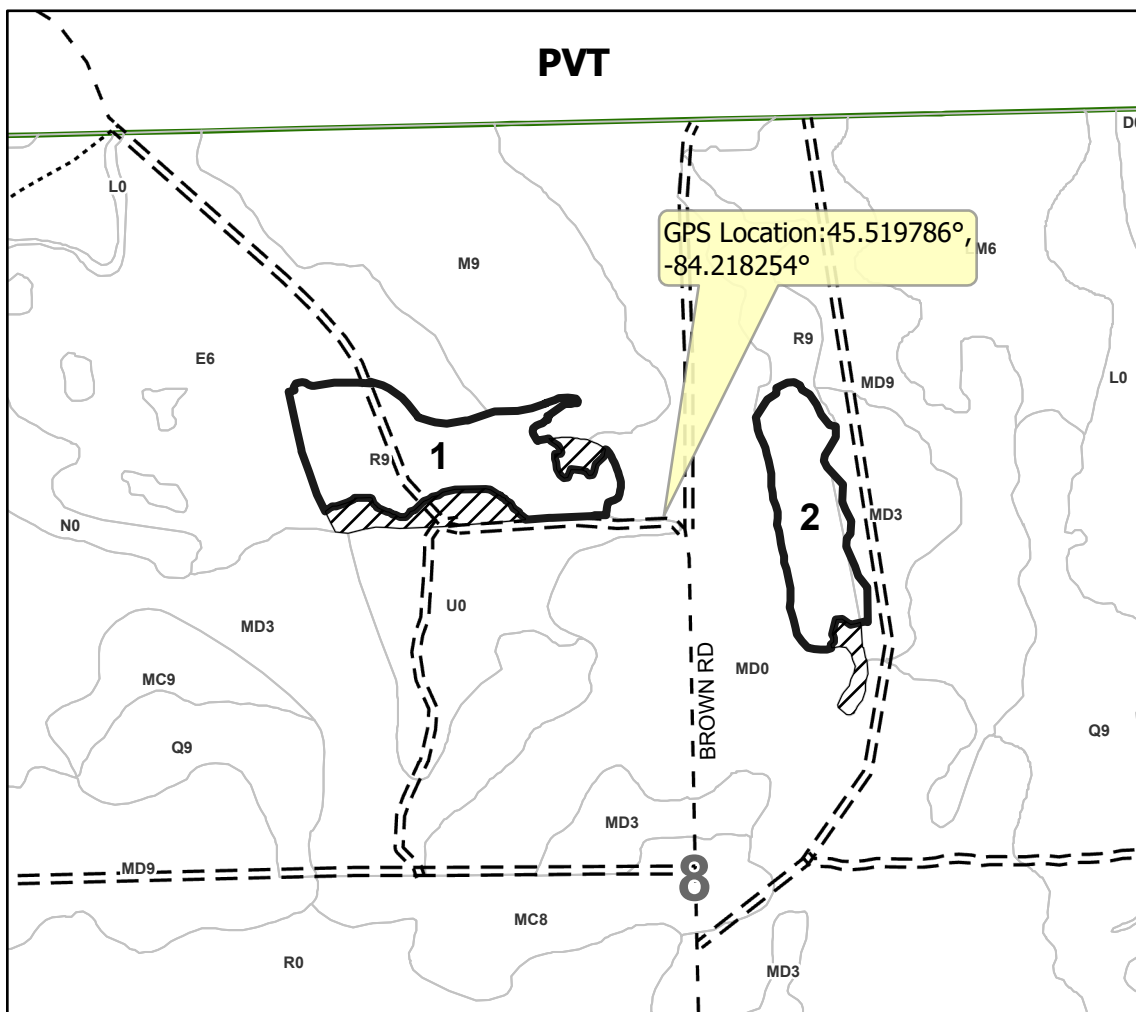 PVT
D
L0
M9
GPS Location:45.519786°,
-84.218254°
M6
R9
E6
MD9
L0
1
R9
2
MD3
N0
U0
MD3
MD0
MC9
BROWN RD
Q9
Q9
MD3
MD9
8
MC8
R0
MD3